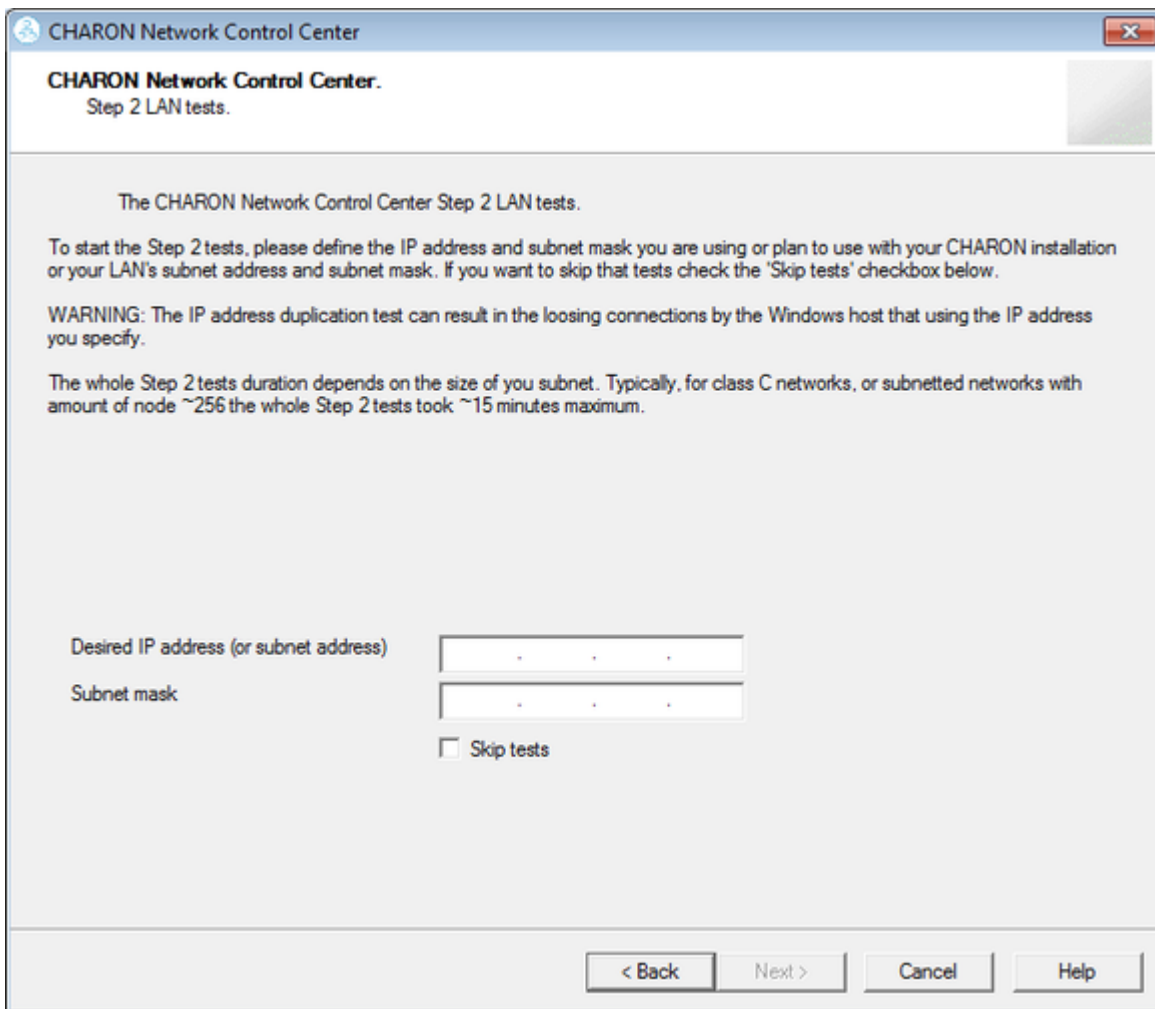 CHARON Network Control Center
CHARON Network Control Center.
Step 2 LAN tests.
The CHARON Network Control Center Step 2 LAN tests.
To start the Step 2 tests, please define the IP address and subnet mask you are using or plan to use with your CHARON installation
or your LAN's subnet address and subnet mask. If you want to skip that tests check the 'Skip tests' checkbox below.
WARNING: The IP address duplication test can result in the loosing connections by the Windows host that using the IP address
you specify.
The whole Step 2 tests duration depends on the size of you subnet. Typically, for class C networks, or subnetted networks with
amount of node ~256 the whole Step 2 tests took ~15 minutes maximum.
Desired IP address (or subnet address) . . .
Subnet mask . . .
Skip tests
< Back Next > Cancel Help